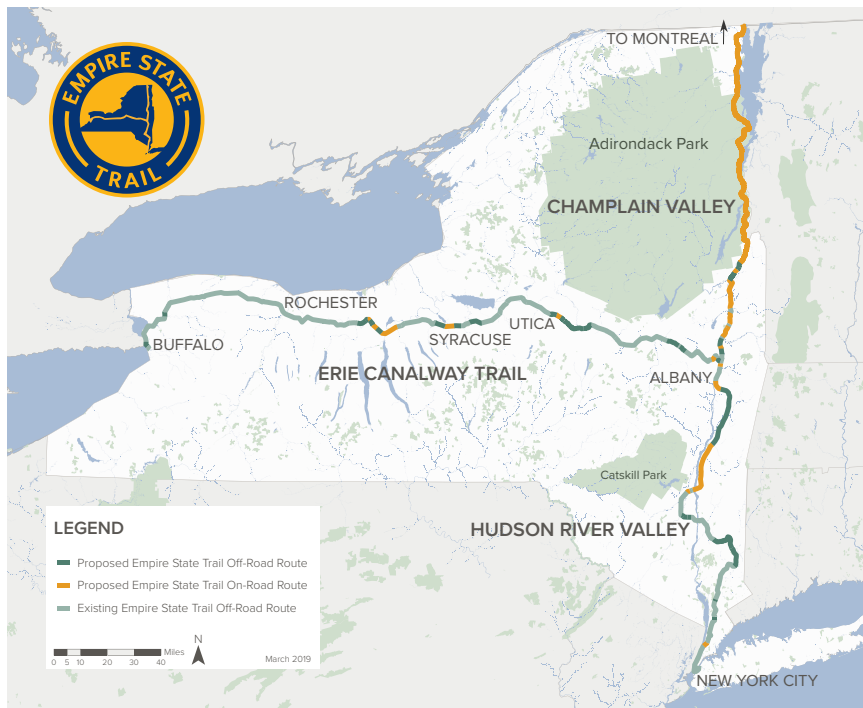 EMPIRE STATE
TRAIL
TO MONTREAL
Adirondack Park
CHAMPLAIN VALLEY
ROCHESTER
UTICA
SYRACUSE
BUFFALO
ERIE CANALWAY TRAIL
ALBANY
Catskill Park
HUDSON RIVER VALLEY
LEGEND
Proposed Empire State Trail Off-Road Route
Proposed Empire State Trail On-Road Route
Existing Empire State Trail Off-Road Route
N
Miles
0 5 10 20 30 40
March 2019
NEW YORK CITY